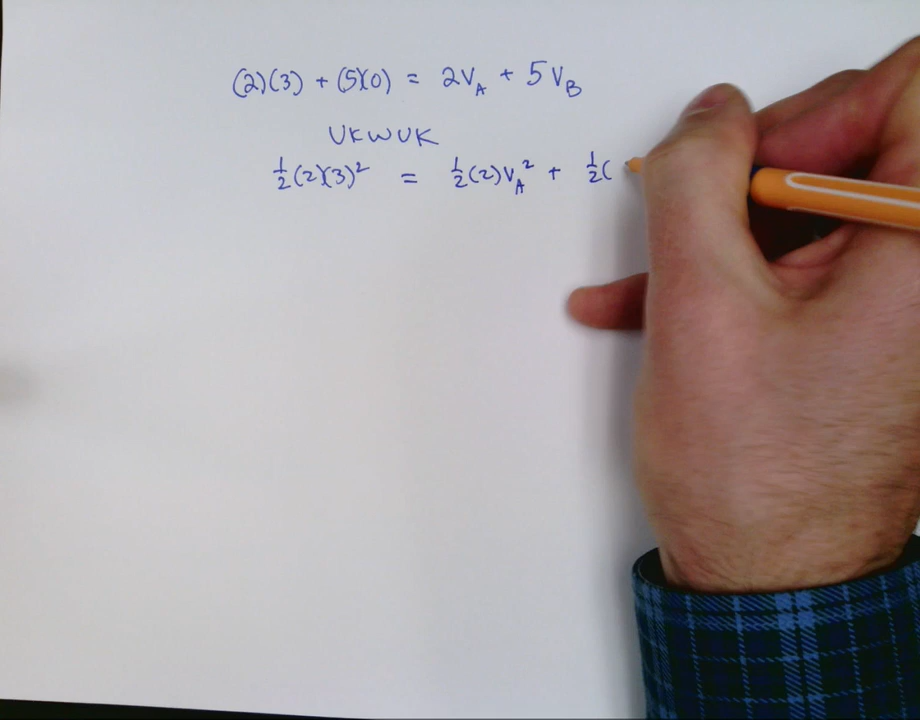 (2)(3) + (5)(0) = 2V_A + 5V_B
UKWUK
½(2)(3)² = ½(2)V_A² + ½(